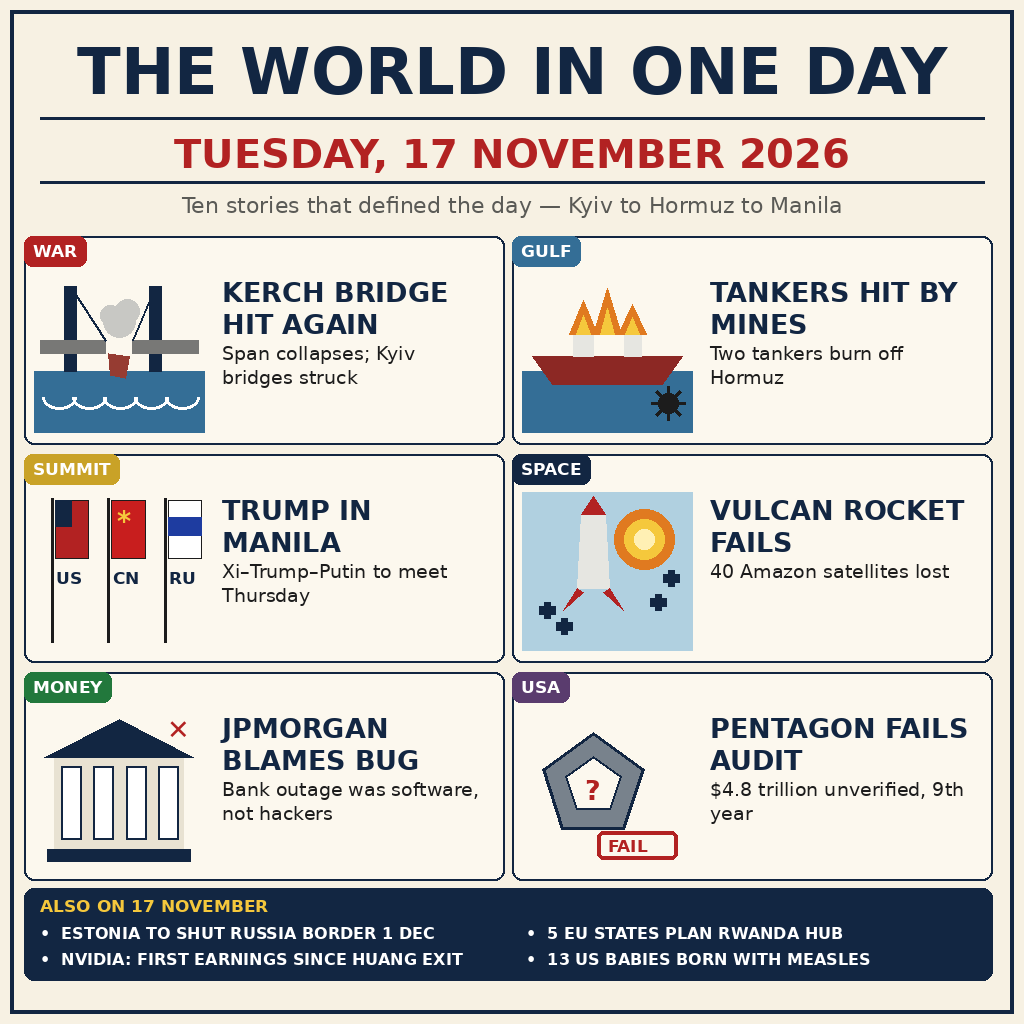 THE WORLD IN ONE DAY
TUESDAY, 17 NOVEMBER 2026
Ten stories that defined the day — Kyiv to Hormuz to Manila
WAR
KERCH BRIDGE
HIT AGAIN
Span collapses; Kyiv
bridges struck
GULF
TANKERS HIT BY
MINES
Two tankers burn off
Hormuz
SUMMIT
US
CN
RU
TRUMP IN
MANILA
Xi–Trump–Putin to meet
Thursday
SPACE
VULCAN ROCKET
FAILS
40 Amazon satellites lost
MONEY
JPMORGAN
BLAMES BUG
Bank outage was software,
not hackers
USA
?
FAIL
PENTAGON FAILS
AUDIT
$4.8 trillion unverified, 9th
year
ALSO ON 17 NOVEMBER
• ESTONIA TO SHUT RUSSIA BORDER 1 DEC
• NVIDIA: FIRST EARNINGS SINCE HUANG EXIT
• 5 EU STATES PLAN RWANDA HUB
• 13 US BABIES BORN WITH MEASLES